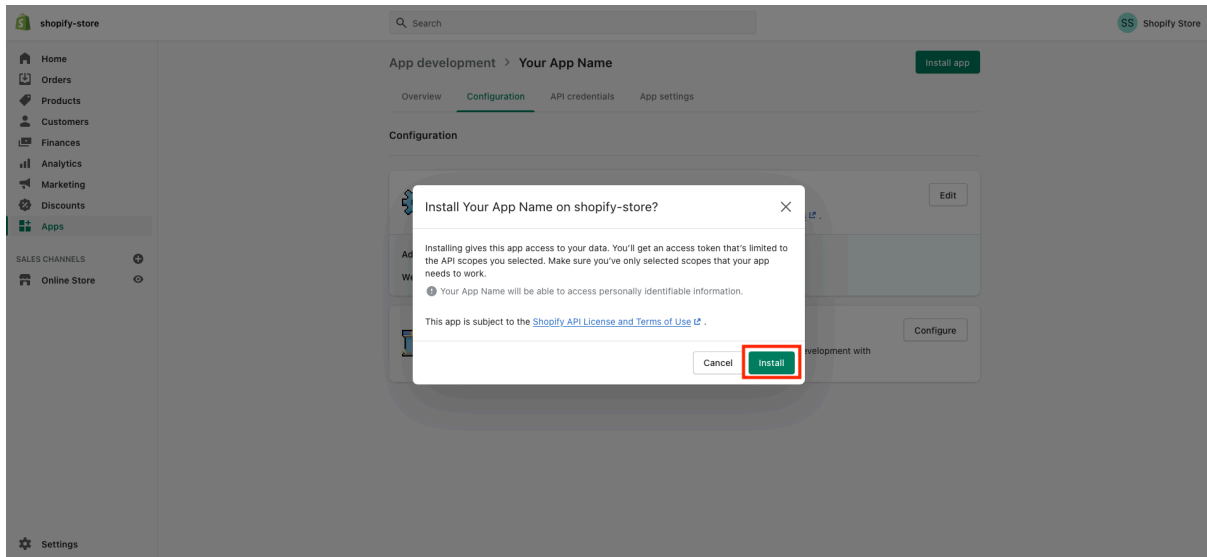 shopify-store
Search
SS Shopify Store
Home
Orders
Products
Customers
Finances
Analytics
Marketing
Discounts
Apps
SALES CHANNELS
Online Store
Settings
App development > Your App Name
Install app
Overview Configuration API credentials App settings
Configuration
Edit
Ad
We
Configure
velopment with
Install Your App Name on shopify-store?
Installing gives this app access to your data. You'll get an access token that's limited to
the API scopes you selected. Make sure you've only selected scopes that your app
needs to work.
Your App Name will be able to access personally identifiable information.
This app is subject to the Shopify API License and Terms of Use .
Cancel Install